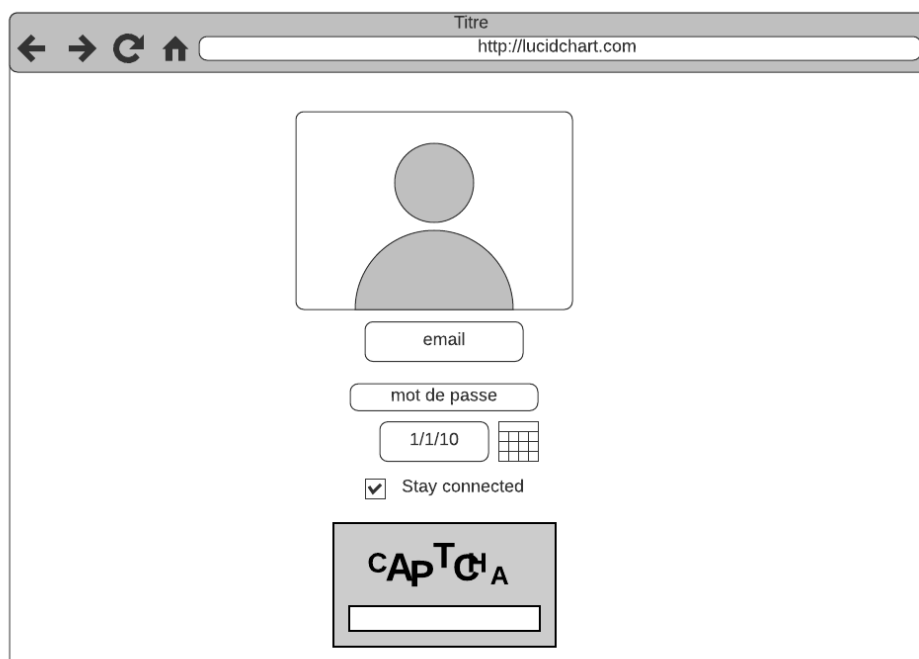 Titre
http://lucidchart.com
email
mot de passe
1/1/10
Stay connected
CAPTCHA